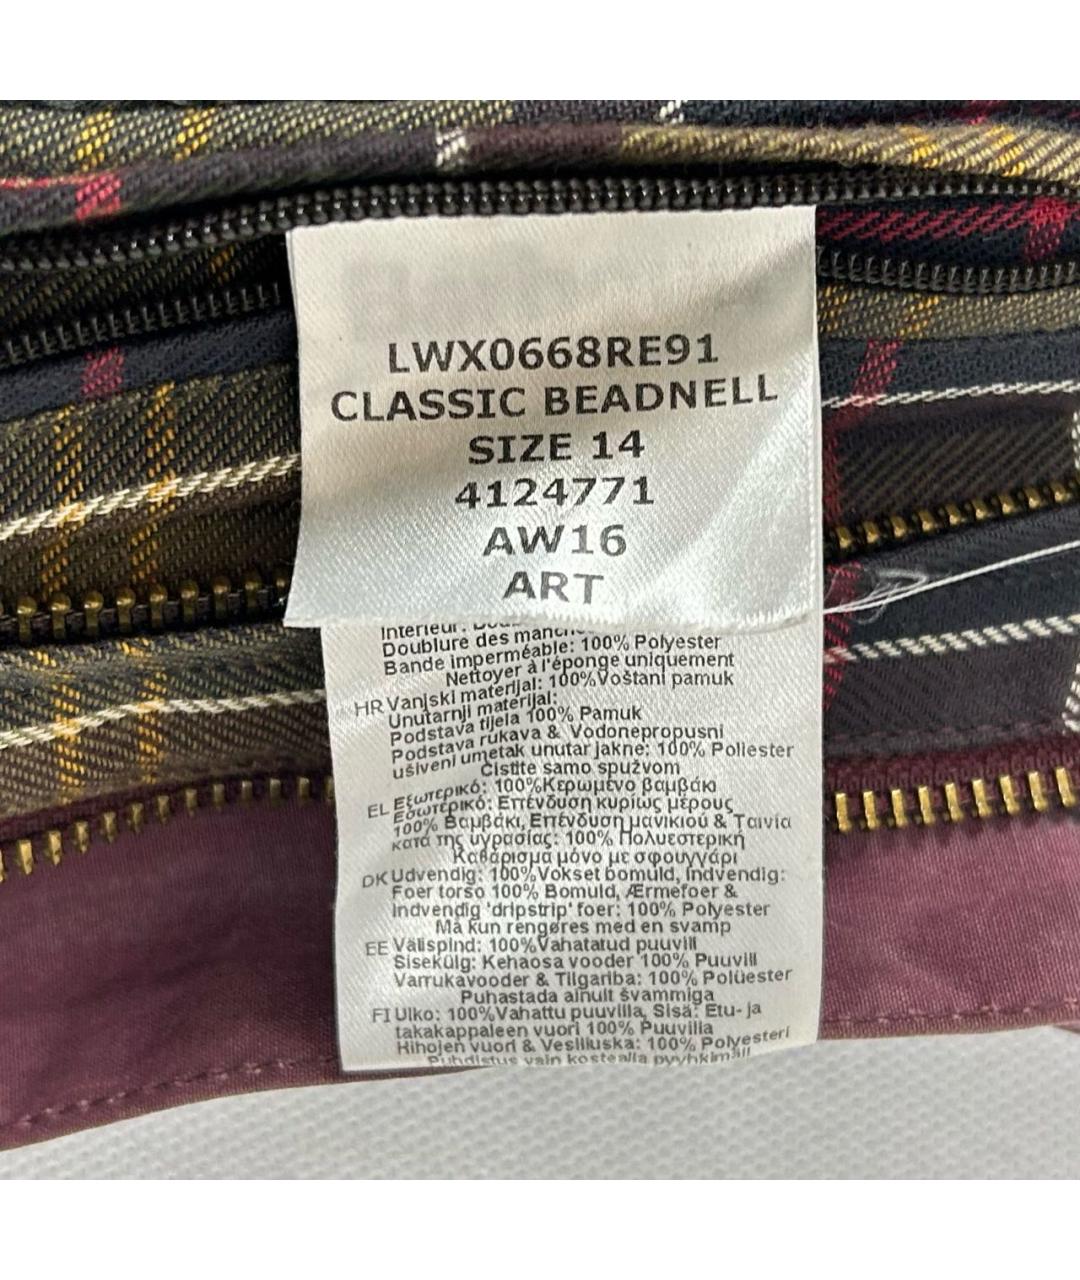 LWX0668RE91
CLASSIC BEADNELL
SIZE 14
4124771
AW16
ART
Intérieur:
Doublure des
Bande imperméable: 100% Polyester
Nettoyer à l'éponge uniquement
HR Vanjski materijal: 100%Voštani pamuk
Unutarnji materijal:
Podstava tijela 100% Pamuk
Podstava rukava & Vodonepropusni
ušiveni umetak unutar jakne: 100% Poliester
Čistite samo spužvom
EL Εξωτερικό: 100%Κερωμένο βαμβάκι
Εσωτερικό: Επένδυση κυρίως μέρους
100% Βαμβάκι, Επένδυση μανικιού & Ταινία
κατά της υγρασίας: 100% Πολυεστερική
Καθάρισμα μόνο με σφουγγάρι
DK Udvendig: 100%Vokset bomuld, Indvendig:
Foer torso 100% Bomuld, Ærmefoer &
indvendig 'dripstrip' foer: 100% Polyester
Må kun rengøres med en svamp
EE Välispind: 100%Vahatatud puuvill
Sisekülg: Kehaosa vooder 100% Puuvill
Varrukavooder & Tilgariba: 100% Polüester
Puhastada ainult švammiga
FI Ulko: 100%Vahattu puuvilla, Sisä: Etu- ja
takakappaleen vuori 100% Puuvilla
Hihojen vuori & Vesiliuska: 100% Polyesteri
Puhdistus vain kostealla